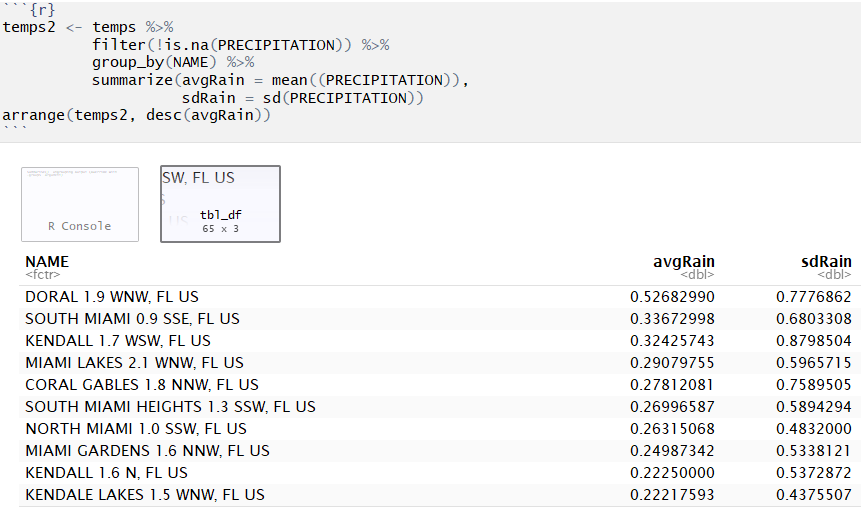 ```{r}
temps2 <- temps %>%
filter(!is.na(PRECIPITATION)) %>%
group_by(NAME) %>%
summarize(avgRain = mean((PRECIPITATION)),
sdRain = sd(PRECIPITATION))
arrange(temps2, desc(avgRain))
```
R Console
SW, FL US
tbl_df
65 x 3
NAME avgRain sdRain
<fctr> <dbl> <dbl>
DORAL 1.9 WNW, FL US 0.52682990 0.7776862
SOUTH MIAMI 0.9 SSE, FL US 0.33672998 0.6803308
KENDALL 1.7 WSW, FL US 0.32425743 0.8798504
MIAMI LAKES 2.1 WNW, FL US 0.29079755 0.5965715
CORAL GABLES 1.8 NNW, FL US 0.27812081 0.7589505
SOUTH MIAMI HEIGHTS 1.3 SSW, FL US 0.26996587 0.5894294
NORTH MIAMI 1.0 SSW, FL US 0.26315068 0.4832000
MIAMI GARDENS 1.6 NNW, FL US 0.24987342 0.5338121
KENDALL 1.6 N, FL US 0.22250000 0.5372872
KENDALE LAKES 1.5 WNW, FL US 0.22217593 0.4375507